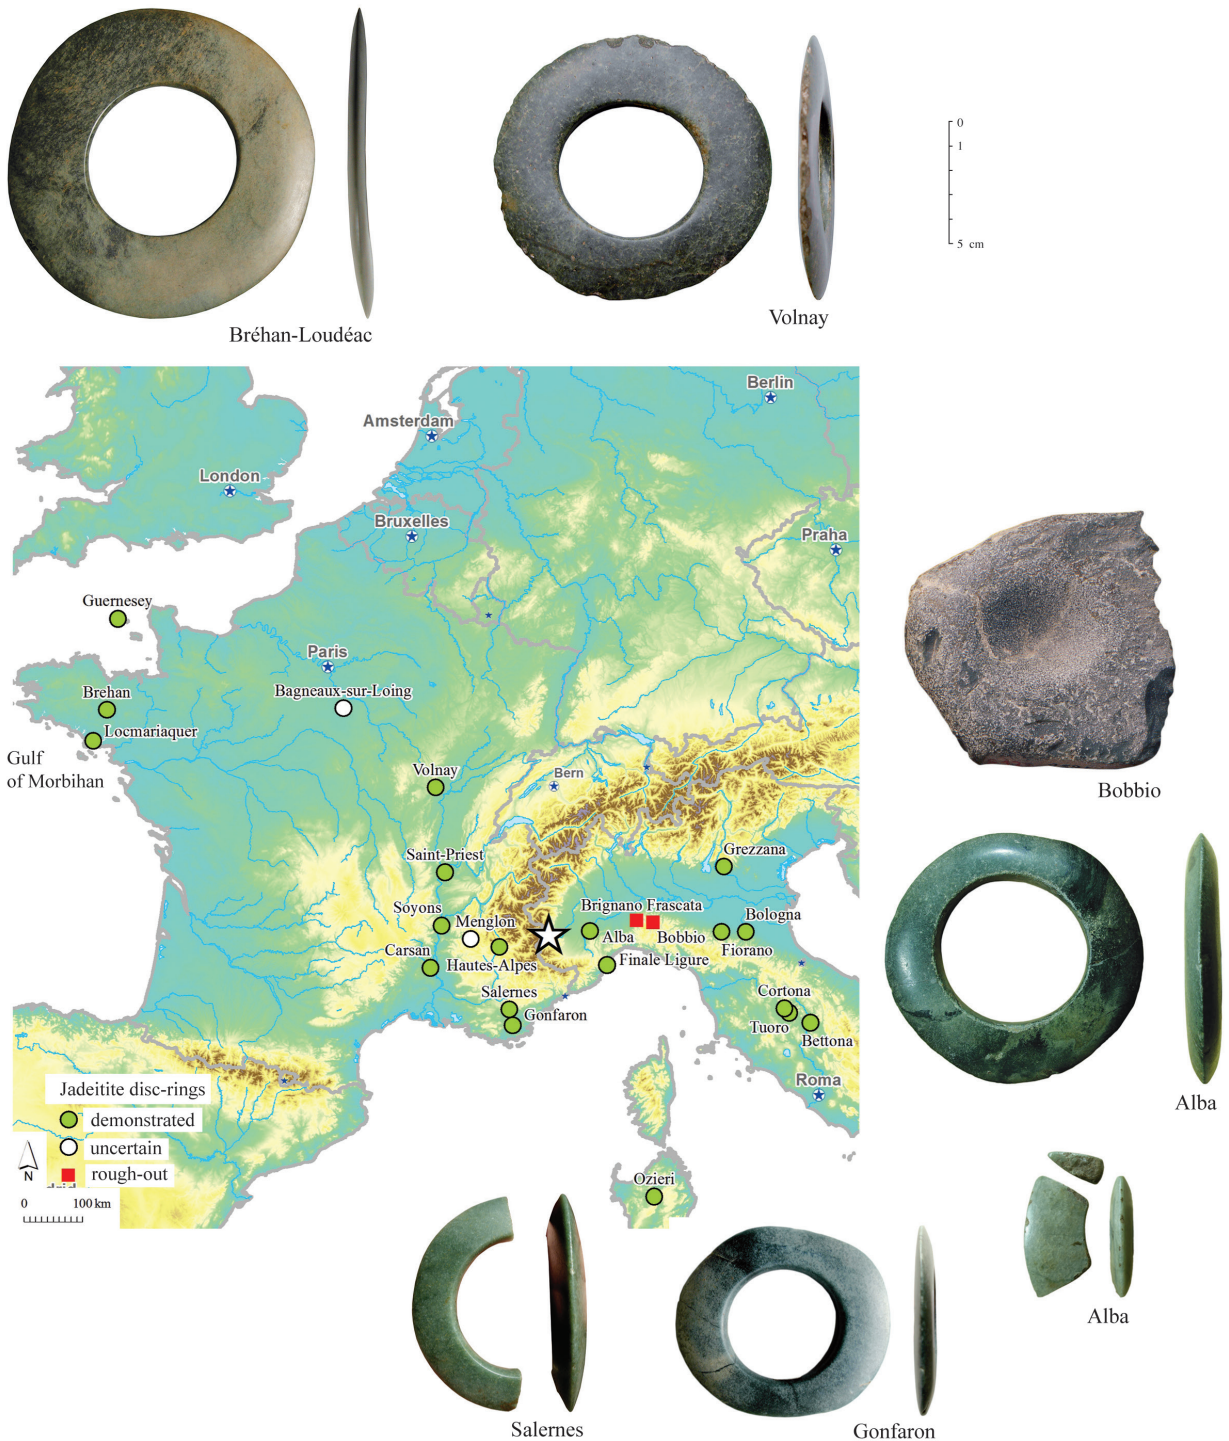 Bréhan-Loudéac
Volnay
0
1
5 cm
Berlin
Amsterdam
London
Bruxelles
Praha
Guernesey
Paris
Bagneaux-sur-Loing
Brehan
Locmariaquer
Gulf
of Morbihan
Volnay
Bern
Bobbio
Saint-Priest
Grezzana
Soyons
Menglon
Brignano Frascata
Bologna
Alba
Bobbio
Fiorano
Carsan
Hautes-Alpes
Finale Ligure
Salernes
Gonfaron
Cortona
Tuoro
Bettona
Roma
Alba
Jadeitite disc-rings
demonstrated
uncertain
rough-out
N
0 100 km
Ozieri
Alba
Salernes
Gonfaron